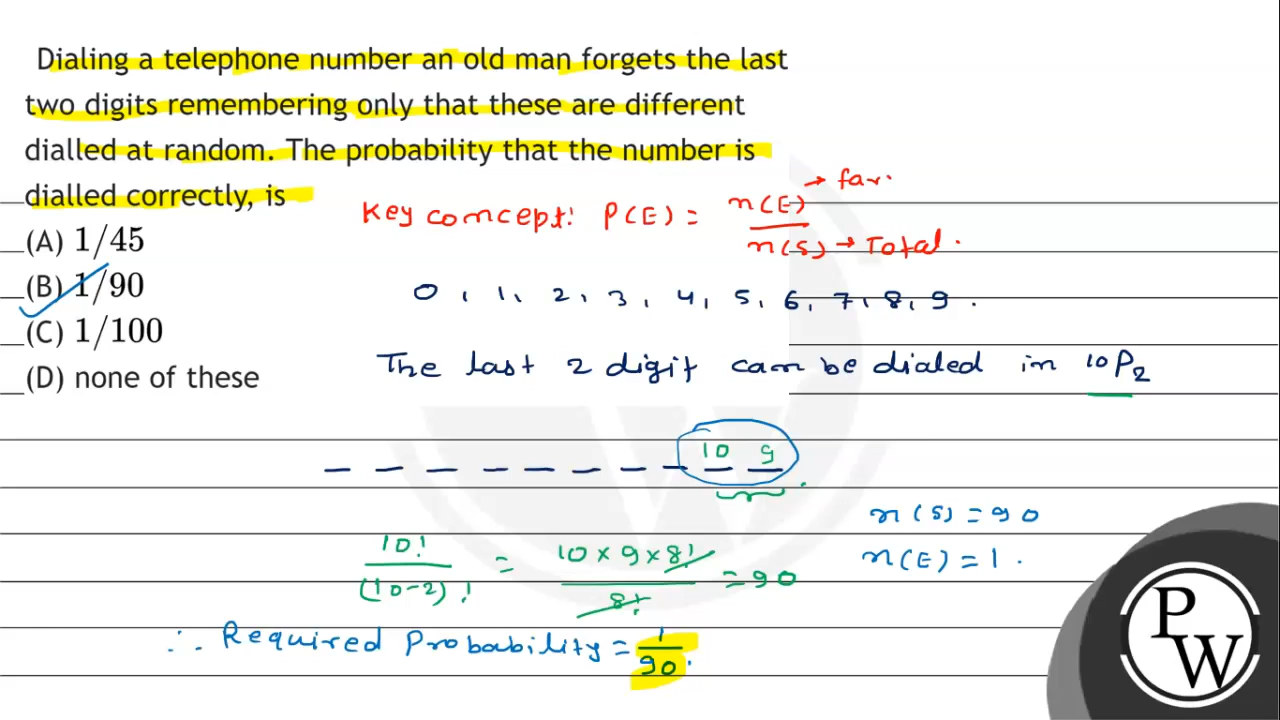 Dialing a telephone number an old man forgets the last
two digits remembering only that these are different
dialled at random. The probability that the number is
dialled correctly, is
(A) 1/45
(B) 1/90
(C) 1/100
(D) none of these
Key concept: P(E) = n(E) → fav.
n(S) → Total.
0, 1, 2, 3, 4, 5, 6, 7, 8, 9.
The last 2 digit can be dialed in 10P2
10 9
n(S) = 90
n(E) = 1.
10! / (10-2)! = 10 × 9 × 8! / 8! = 90
∴ Required Probability = 1/90.
PW